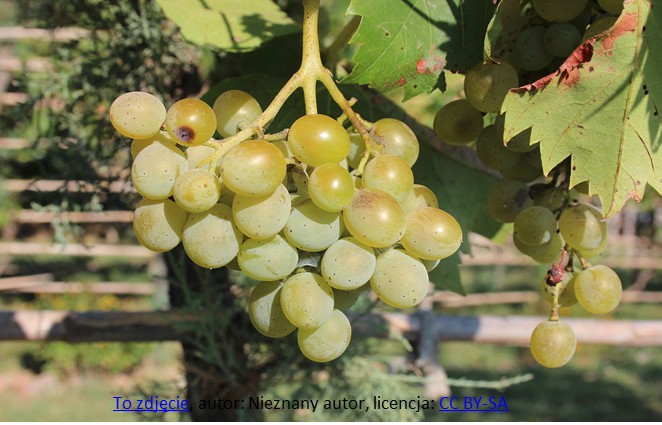 To zdjęcie, autor: Nieznany autor, licencja: CC BY-SA